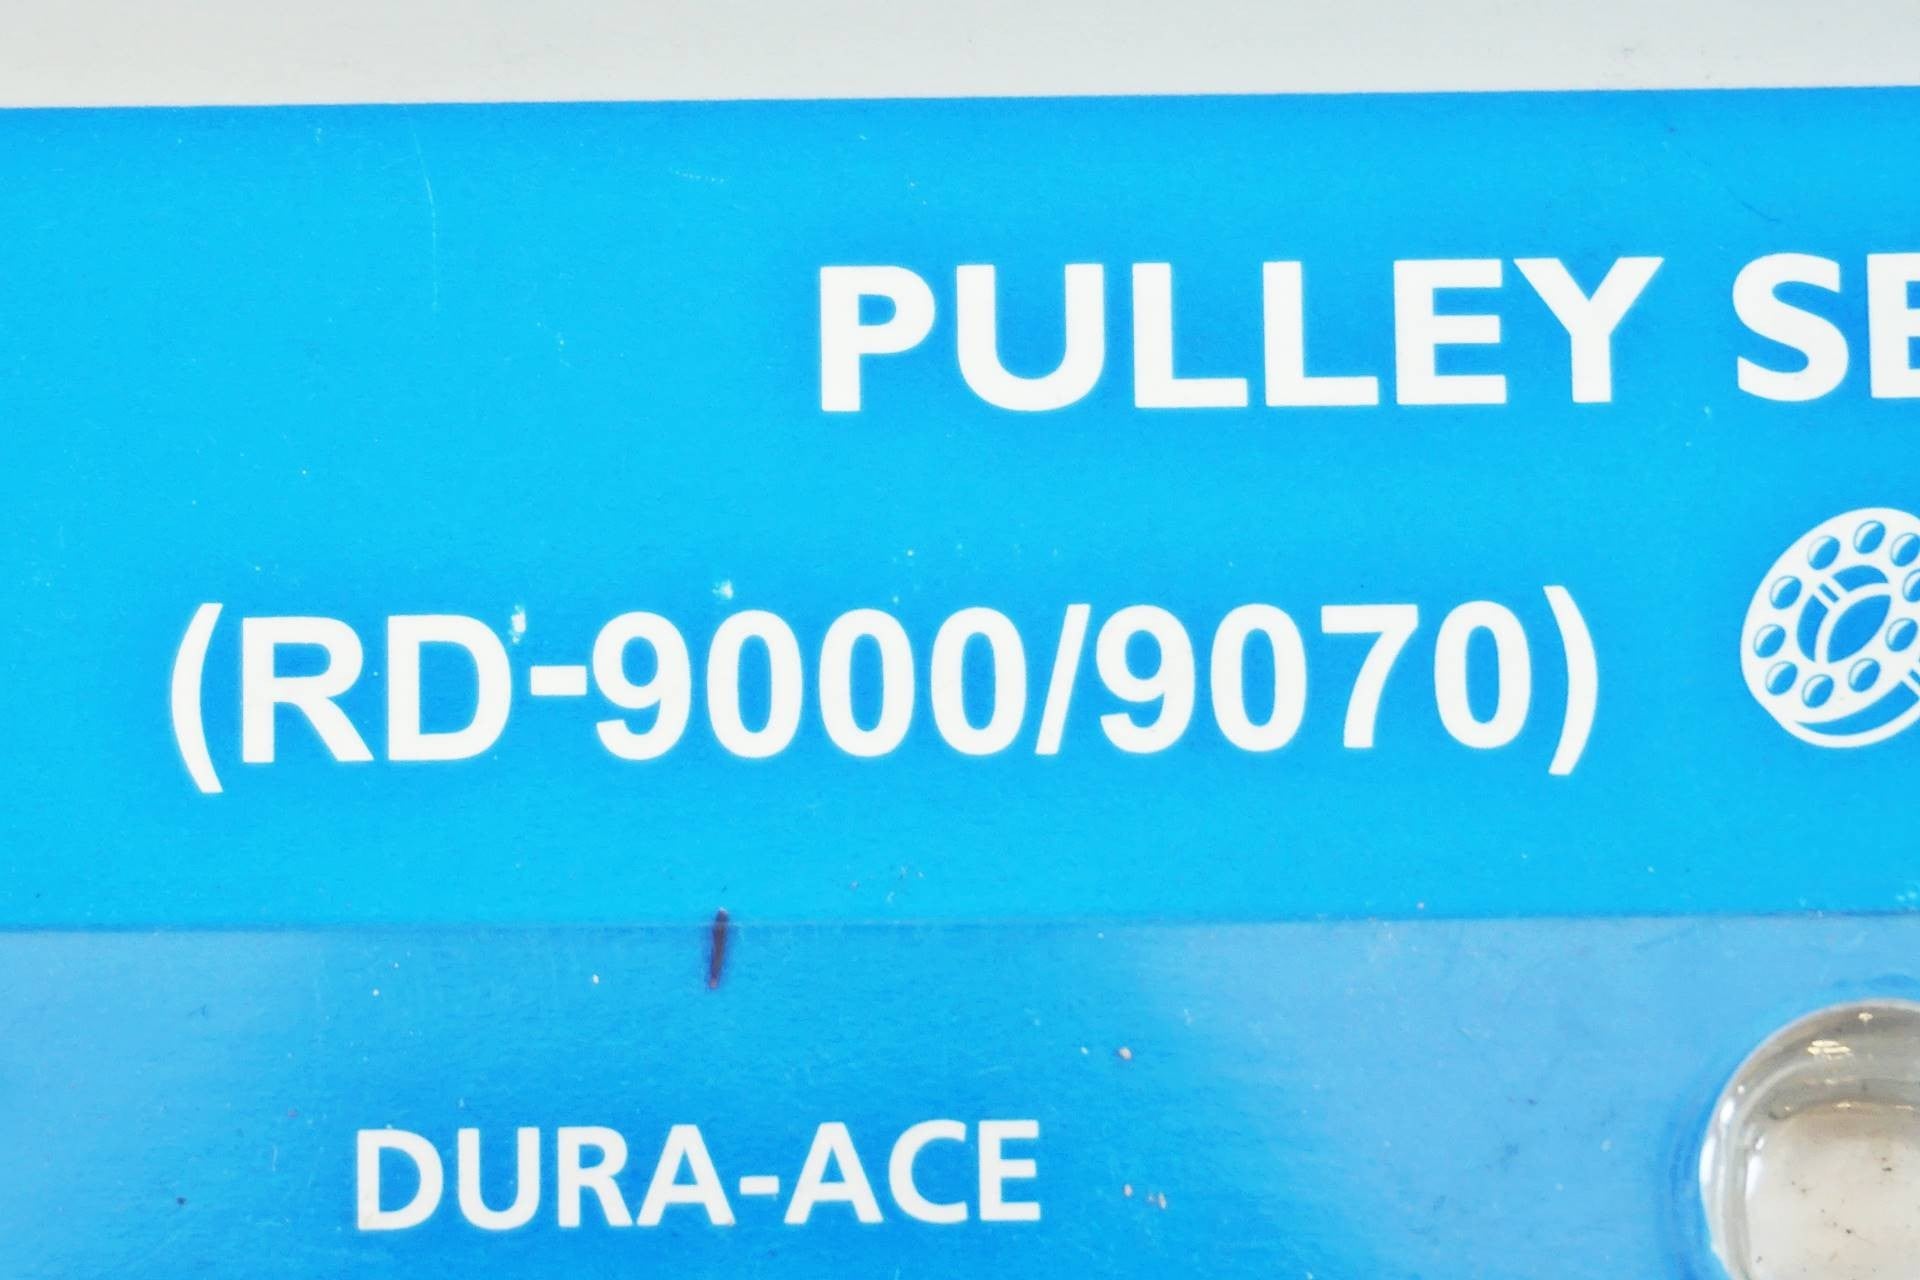 PULLEY SE
(RD-9000/9070)
DURA-ACE